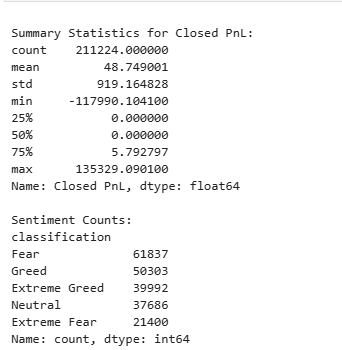 Summary Statistics for Closed PnL:
count    211224.000000
mean         48.749001
std         919.164828
min     -117990.104100
25%           0.000000
50%           0.000000
75%           5.792797
max      135329.090100
Name: Closed PnL, dtype: float64

Sentiment Counts:
classification
Fear             61837
Greed            50303
Extreme Greed    39992
Neutral          37686
Extreme Fear     21400
Name: count, dtype: int64